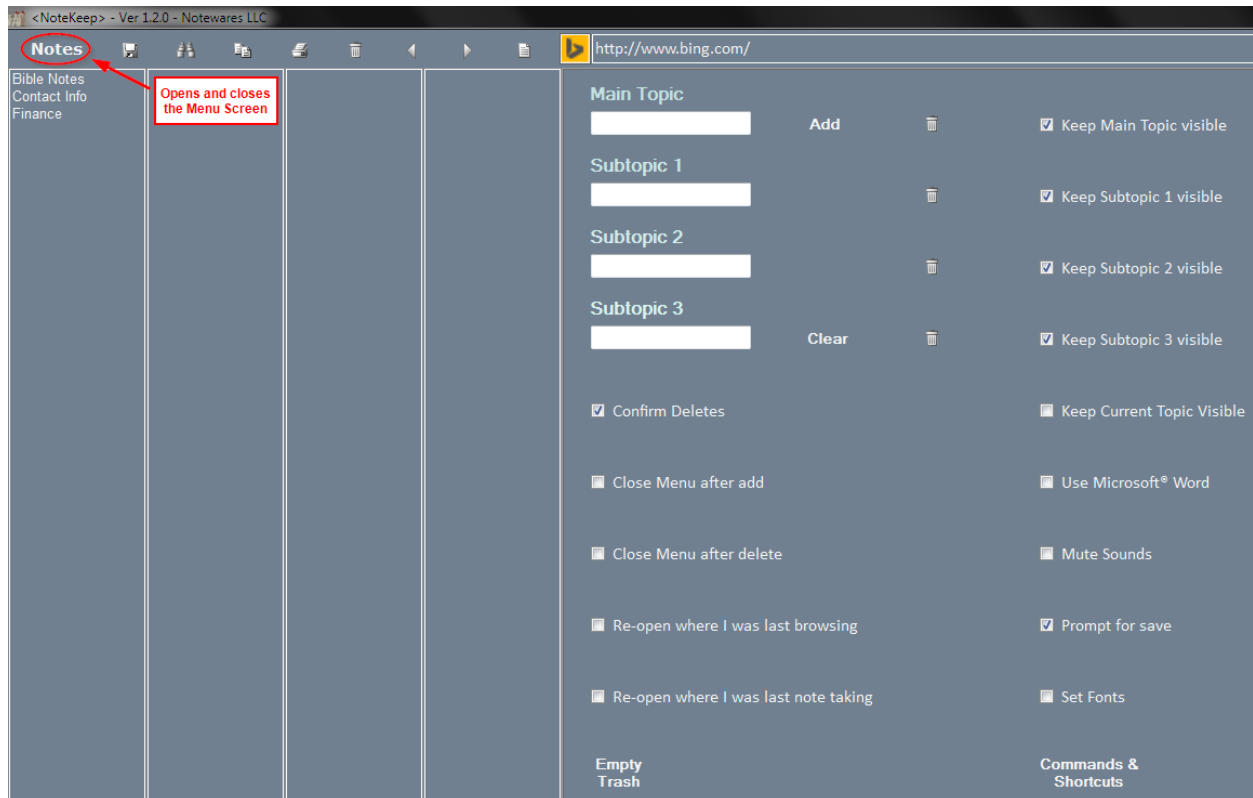 <NoteKeep> - Ver 1.2.0 - Notewares LLC
Notes
http://www.bing.com/
Bible Notes
Contact Info
Finance
Opens and closes
the Menu Screen
Main Topic
Add
Keep Main Topic visible
Subtopic 1
Keep Subtopic 1 visible
Subtopic 2
Keep Subtopic 2 visible
Subtopic 3
Clear
Keep Subtopic 3 visible
Confirm Deletes
Keep Current Topic Visible
Close Menu after add
Use Microsoft® Word
Close Menu after delete
Mute Sounds
Re-open where I was last browsing
Prompt for save
Re-open where I was last note taking
Set Fonts
Empty
Trash
Commands &
Shortcuts